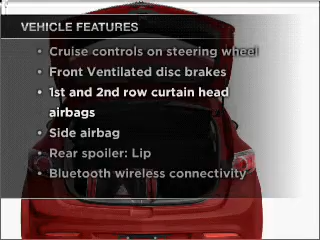 VEHICLE FEATURES
• Cruise controls on steering wheel
• Front Ventilated disc brakes
• 1st and 2nd row curtain head
airbags
• Side airbag
• Rear spoiler: Lip
• Bluetooth wireless connectivity